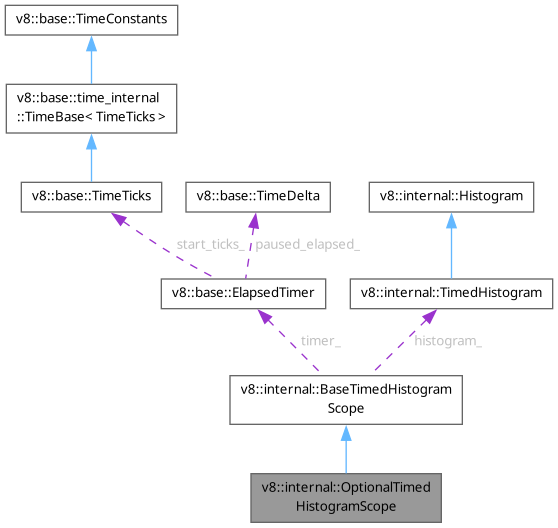 v8::base::TimeConstants
v8::base::time_internal
::TimeBase< TimeTicks >
v8::base::TimeTicks
v8::base::TimeDelta
v8::internal::Histogram
start_ticks_
paused_elapsed_
v8::base::ElapsedTimer
v8::internal::TimedHistogram
timer_
histogram_
v8::internal::BaseTimedHistogram
Scope
v8::internal::OptionalTimed
HistogramScope